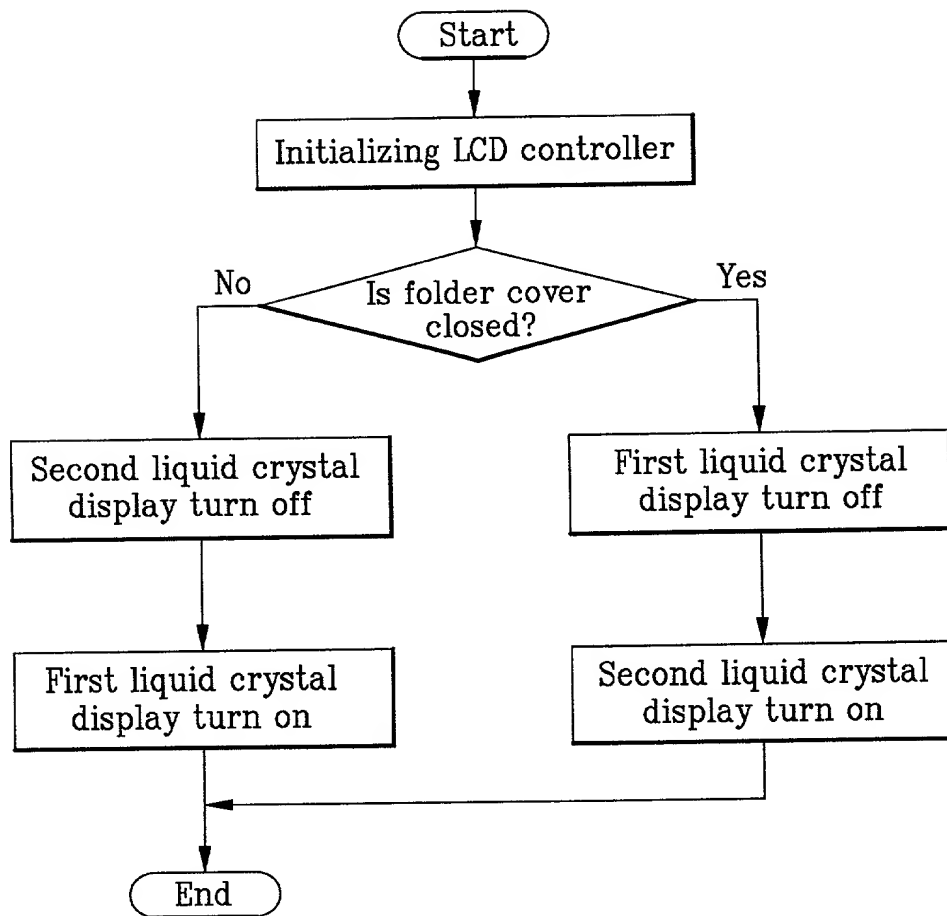 Start
Initializing LCD controller
Is folder cover
closed?
No
Yes
Second liquid crystal
display turn off
First liquid crystal
display turn on
First liquid crystal
display turn off
Second liquid crystal
display turn on
End